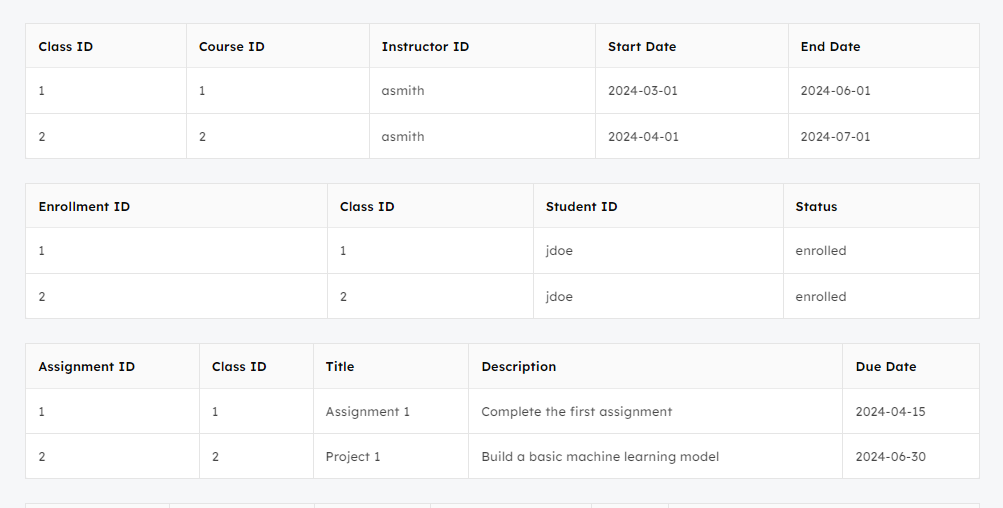 Class ID Course ID Instructor ID Start Date End Date
1 1 asmith 2024-03-01 2024-06-01
2 2 asmith 2024-04-01 2024-07-01
Enrollment ID Class ID Student ID Status
1 1 jdoe enrolled
2 2 jdoe enrolled
Assignment ID Class ID Title Description Due Date
1 1 Assignment 1 Complete the first assignment 2024-04-15
2 2 Project 1 Build a basic machine learning model 2024-06-30